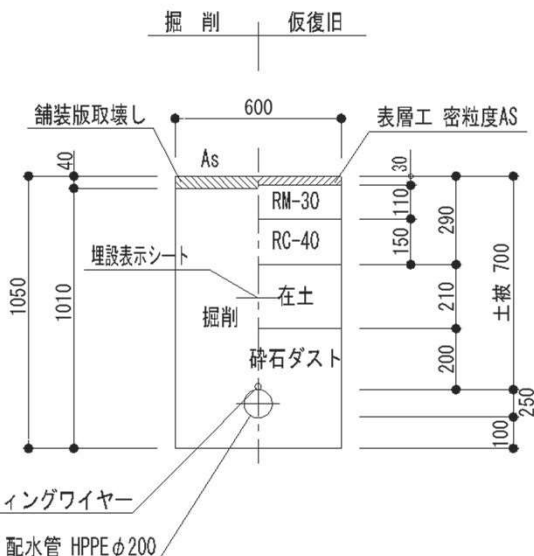 掘 削 仮復旧
舗装版取壊し
600
表層工 密粒度AS
As
40
30
RM-30
110
RC-40
150
290
埋設表示シート
在土
210
土被 700
1050
1010
掘削
砕石ダスト
200
250
100
ィングワイヤー
配水管 HPPEφ200